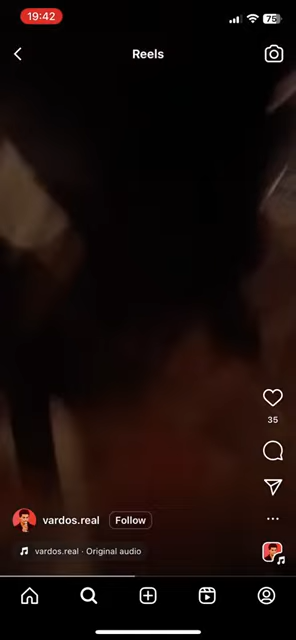 19:42
75
Reels
35
vardos.real
Follow
vardos.real · Original audio